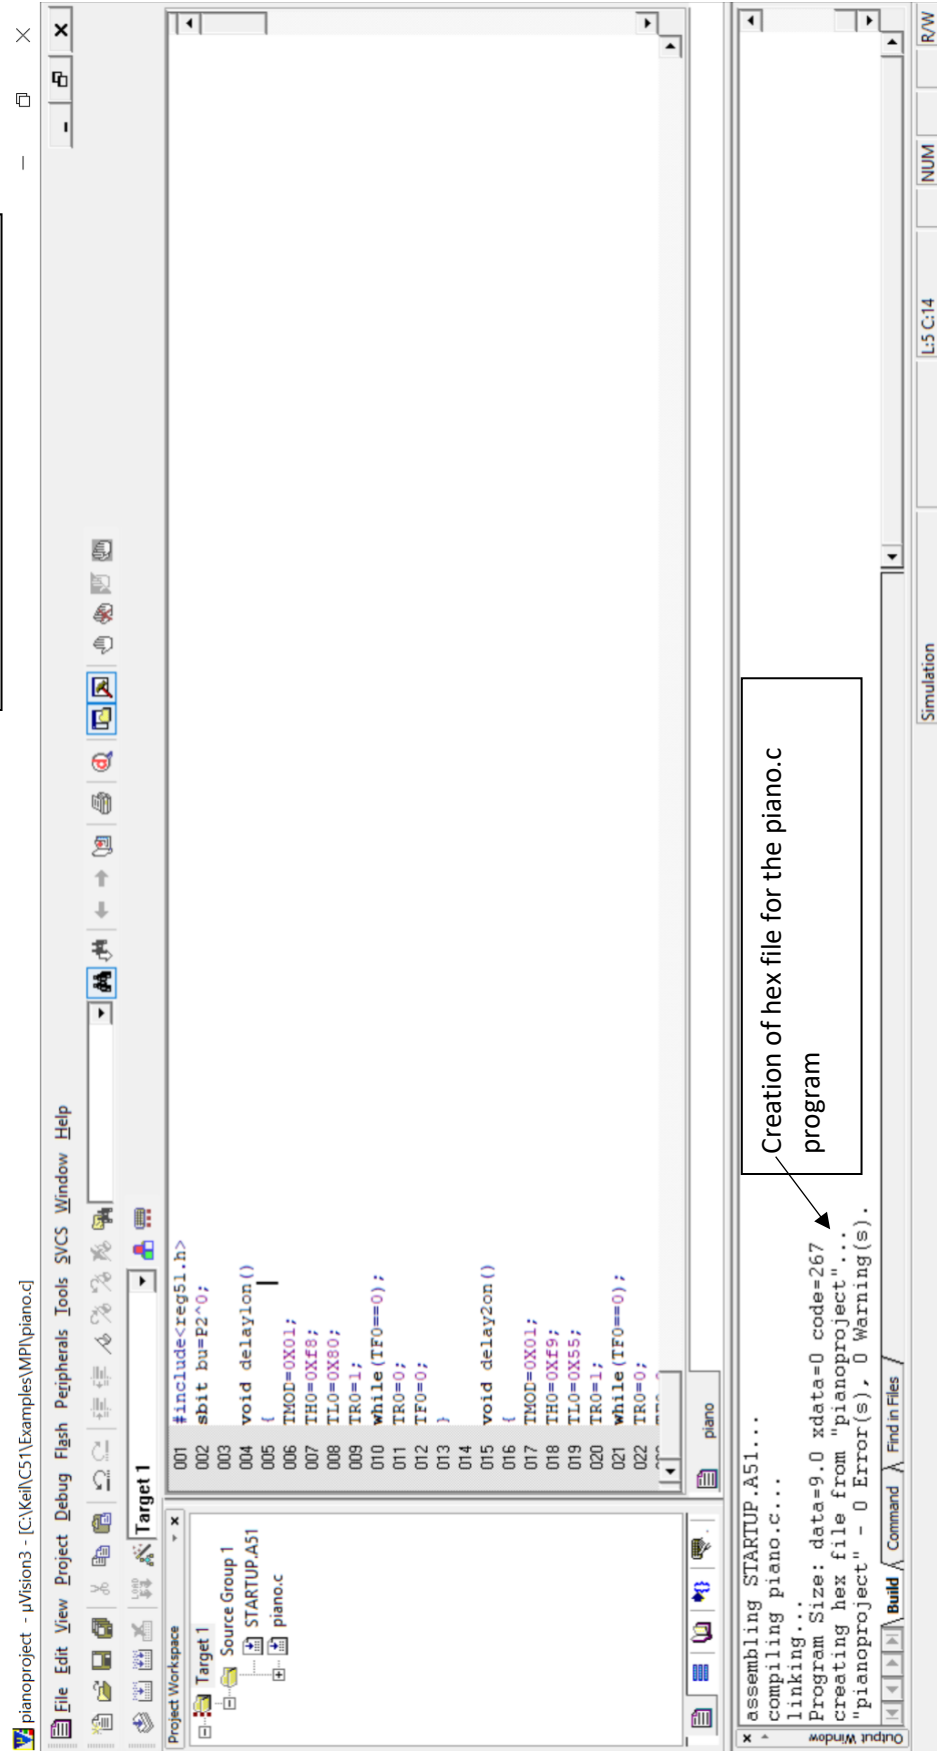 pianoproject - µVision3 - [C:\Keil\C51\Examples\MPI\piano.c]
File Edit View Project Debug Flash Peripherals Tools SVCS Window Help
Target 1
Project Workspace
Target 1
Source Group 1
STARTUP.A51
piano.c
001 #include<reg51.h>
002 sbit bu=P2^0;
003
004 void delay1on()
005 {
006 TMOD=0X01;
007 TH0=0Xf8;
008 TL0=0X80;
009 TR0=1;
010 while(TF0==0);
011 TR0=0;
012 TF0=0;
013 }
014
015 void delay2on()
016 {
017 TMOD=0X01;
018 TH0=0Xf9;
019 TL0=0X55;
020 TR0=1;
021 while(TF0==0);
022 TR0=0;
piano
Output Window
assembling STARTUP.A51...
compiling piano.c...
linking...
Program Size: data=9.0 xdata=0 code=267
creating hex file from "pianoproject"...
"pianoproject" - 0 Error(s), 0 Warning(s).
Creation of hex file for the piano.c
program
Build Command Find in Files
Simulation L:5 C:14 NUM R/W